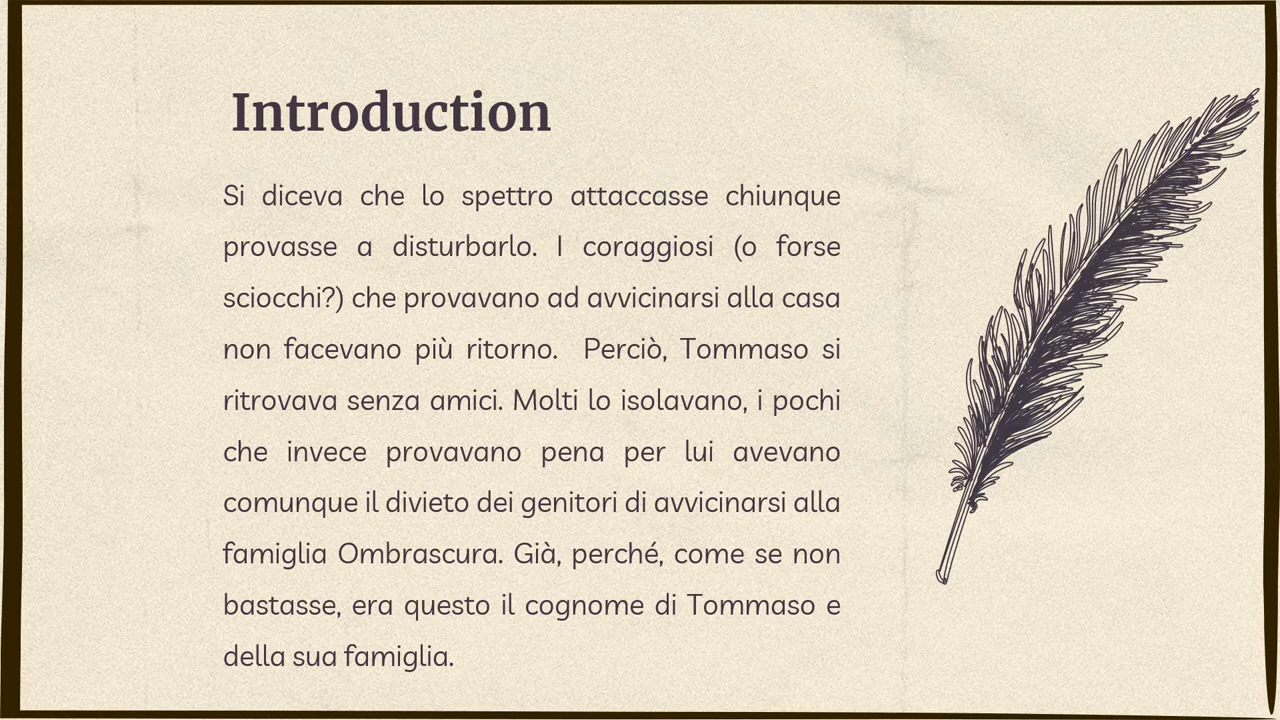 Introduction
Si diceva che lo spettro attaccasse chiunque
provasse a disturbarlo. I coraggiosi (o forse
sciocchi?) che provavano ad avvicinarsi alla casa
non facevano più ritorno.  Perciò, Tommaso si
ritrovava senza amici. Molti lo isolavano, i pochi
che invece provavano pena per lui avevano
comunque il divieto dei genitori di avvicinarsi alla
famiglia Ombrascura. Già, perché, come se non
bastasse, era questo il cognome di Tommaso e
della sua famiglia.